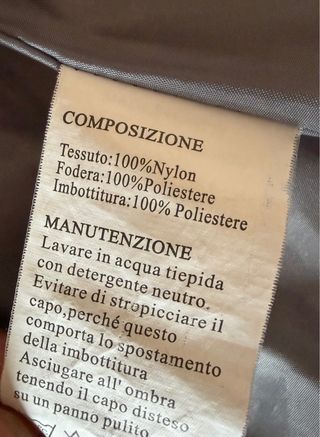 COMPOSIZIONE
Tessuto:100%Nylon
Fodera:100%Poliestere
Imbottitura:100% Poliestere
MANUTENZIONE
Lavare in acqua tiepida
con detergente neutro.
Evitare di stropicciare il
capo,perché questo
comporta lo spostamento
della imbottitura
Asciugare all' ombra
tenendo il capo disteso
su un panno pulito